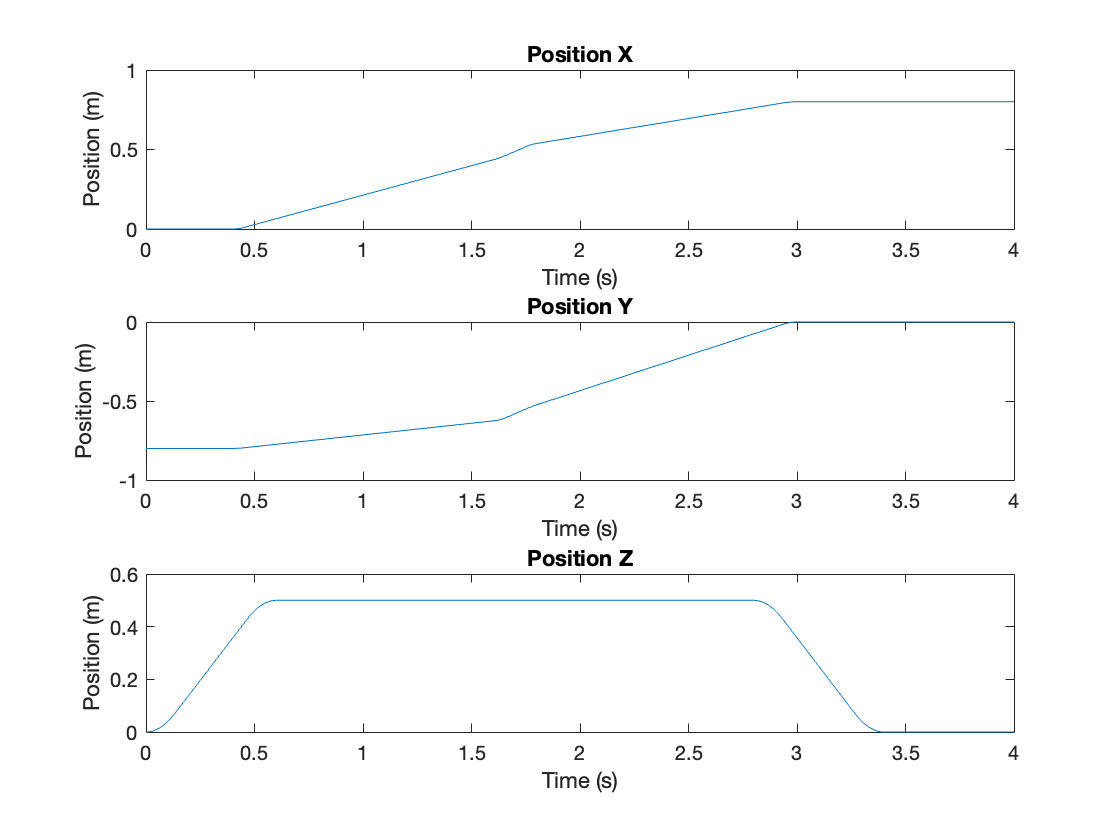 Position X
1
0.5
0
Position (m)
0 0.5 1 1.5 2 2.5 3 3.5 4
Time (s)
Position Y
0
-0.5
-1
Position (m)
0 0.5 1 1.5 2 2.5 3 3.5 4
Time (s)
Position Z
0.6
0.4
0.2
0
Position (m)
0 0.5 1 1.5 2 2.5 3 3.5 4
Time (s)